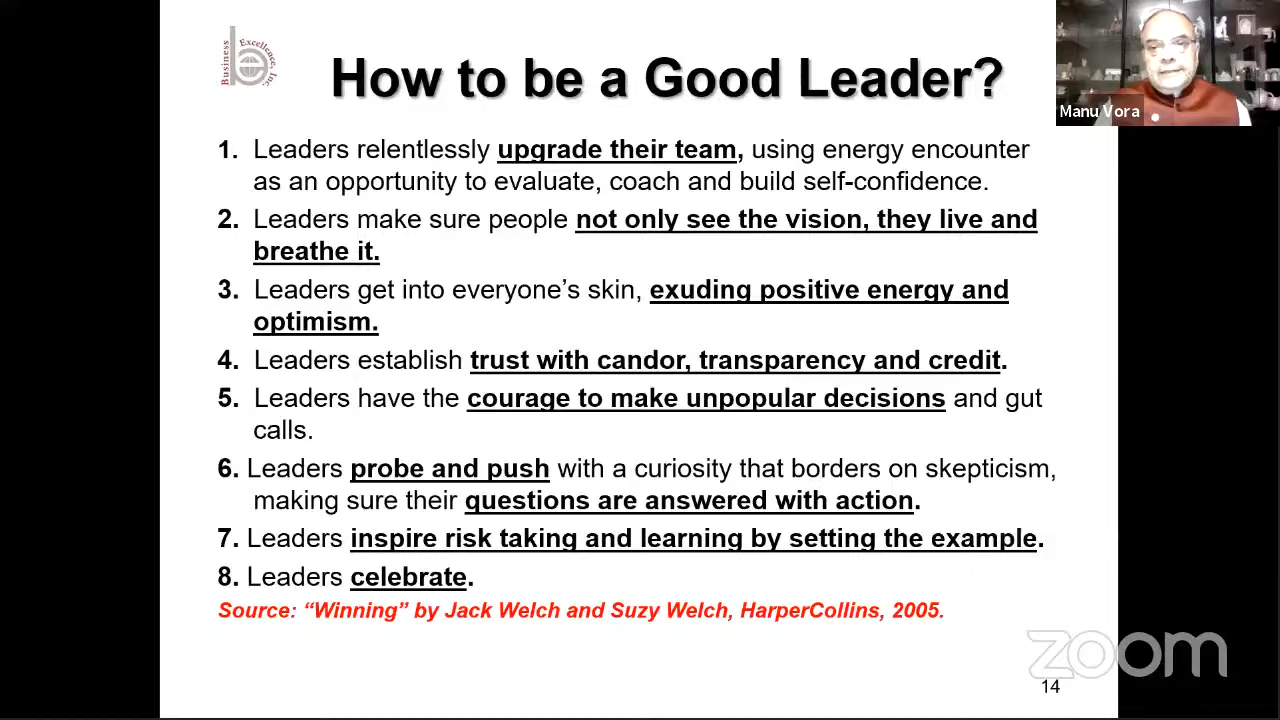 Business
Excellence, Inc.
How to be a Good Leader?
Manu Vora
1. Leaders relentlessly upgrade their team, using energy encounter
as an opportunity to evaluate, coach and build self-confidence.
2. Leaders make sure people not only see the vision, they live and
breathe it.
3. Leaders get into everyone’s skin, exuding positive energy and
optimism.
4. Leaders establish trust with candor, transparency and credit.
5. Leaders have the courage to make unpopular decisions and gut
calls.
6. Leaders probe and push with a curiosity that borders on skepticism,
making sure their questions are answered with action.
7. Leaders inspire risk taking and learning by setting the example.
8. Leaders celebrate.
Source: “Winning” by Jack Welch and Suzy Welch, HarperCollins, 2005.
zoom
14